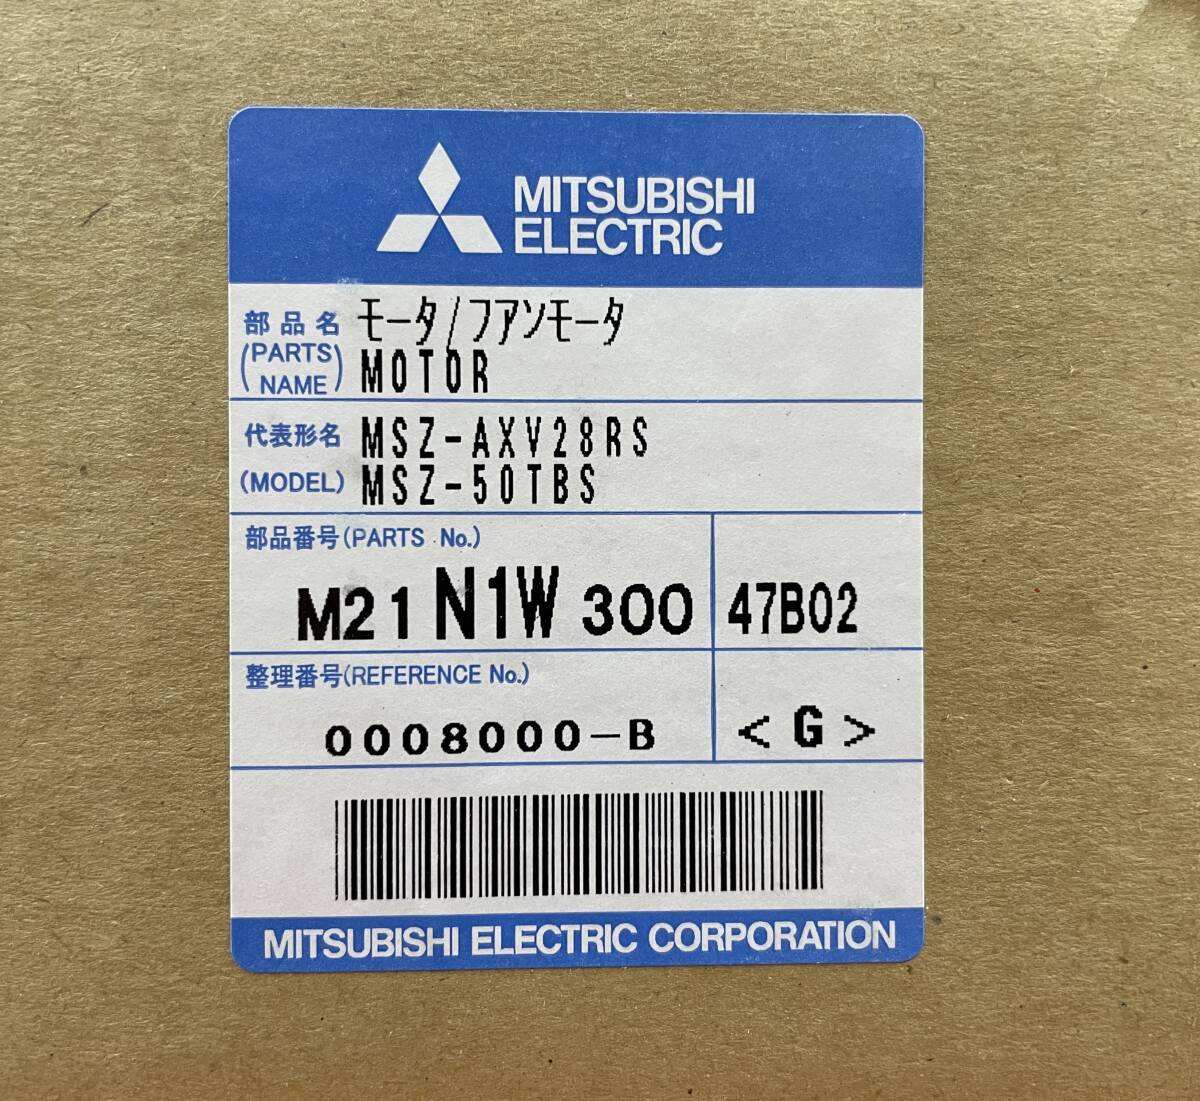 MITSUBISHI
ELECTRIC
部品名 モータ/フアンモータ
(PARTS NAME) MOTOR
代表形名 MSZ-AXV28RS
(MODEL) MSZ-50TBS
部品番号(PARTS No.)
M21 N1W 300 47B02
整理番号(REFERENCE No.)
0008000-B <G>
MITSUBISHI ELECTRIC CORPORATION